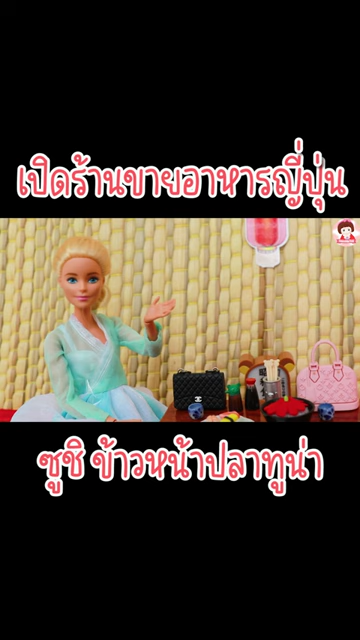 เปิดร้านขายอาหารญี่ปุ่น
ซูชิ ข้าวหน้าปลาทูน่า